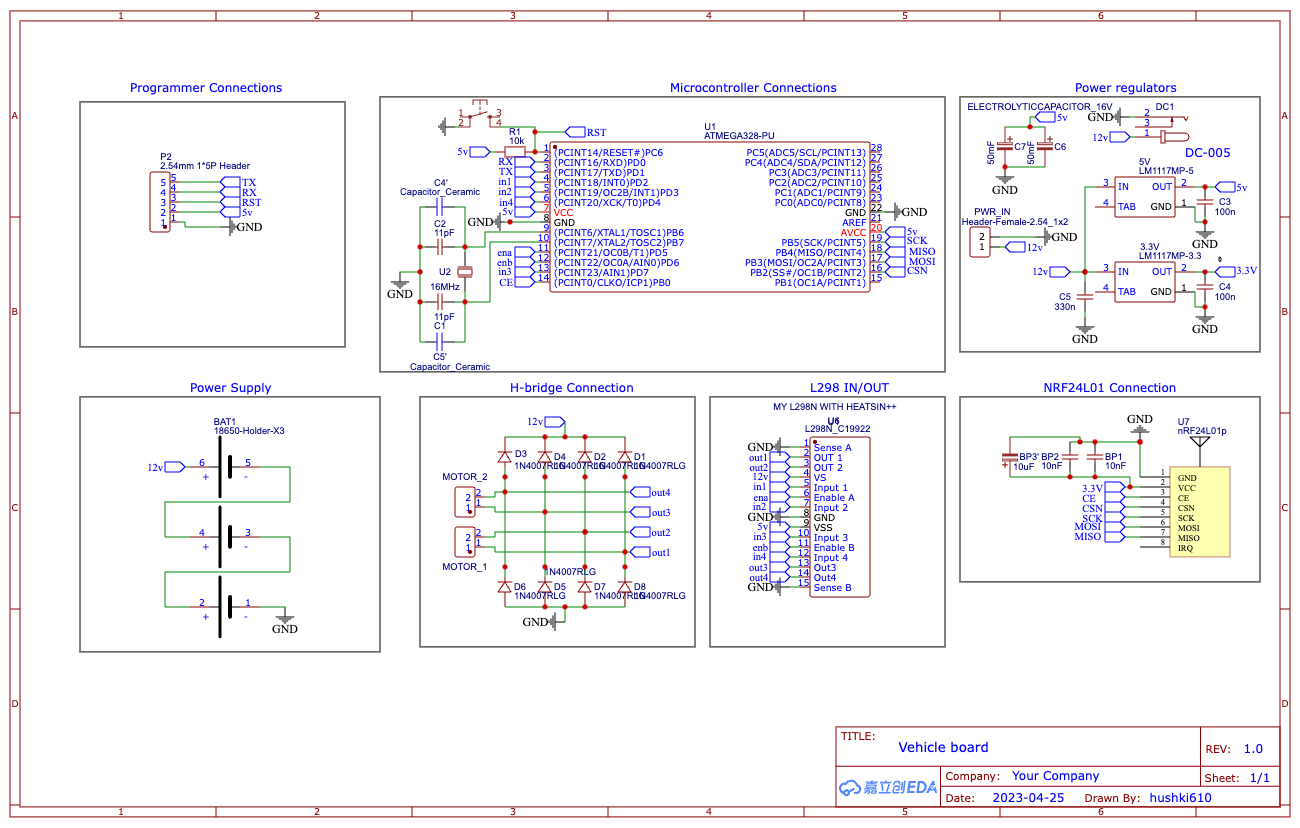 1 2 3 4 5 6
A A
B B
C C
D D
Programmer Connections
P2
2.54mm 1*5P Header
5 5 TX
4 4 RX
3 3 RST
2 2 5v
1 1 GND
Microcontroller Connections
1 3
2 4
R1
10k
5v
RST
U1
ATMEGA328-PU
1 (PCINT14/RESET#)PC6
RX 2 (PCINT16/RXD)PD0
TX 3 (PCINT17/TXD)PD1
in1 4 (PCINT18/INT0)PD2
in2 5 (PCINT19/OC2B/INT1)PD3
in4 6 (PCINT20/XCK/T0)PD4
5v 7 VCC
GND 8 GND
9 (PCINT6/XTAL1/TOSC1)PB6
10 (PCINT7/XTAL2/TOSC2)PB7
ena 11 (PCINT21/OC0B/T1)PD5
enb 12 (PCINT22/OC0A/AIN0)PD6
in3 13 (PCINT23/AIN1)PD7
CE 14 (PCINT0/CLKO/ICP1)PB0
PC5(ADC5/SCL/PCINT13) 28
PC4(ADC4/SDA/PCINT12) 27
PC3(ADC3/PCINT11) 26
PC2(ADC2/PCINT10) 25
PC1(ADC1/PCINT9) 24
PC0(ADC0/PCINT8) 23
GND 22 GND
AREF 21
AVCC 20 5v
PB5(SCK/PCINT5) 19 SCK
PB4(MISO/PCINT4) 18 MISO
PB3(MOSI/OC2A/PCINT3) 17 MOSI
PB2(SS#/OC1B/PCINT2) 16 CSN
PB1(OC1A/PCINT1) 15
C4'
Capacitor_Ceramic
C2
11pF
U2
16MHz
GND
11pF
C1
C5'
Capacitor_Ceramic
Power regulators
ELECTROLYTICCAPACITOR_16V
5v
50mF C7 50mF C6
GND
DC1
GND 2
3
12v 1
DC-005
5V
LM1117MP-5
3 IN OUT 2 5v
4 TAB GND 1
C3
100n
GND
PWR_IN
Header-Female-2.54_1x2
2 GND
1 12v
3.3V
LM1117MP-3.3
12v 3 IN OUT 2 3.3V
4 TAB GND 1
C5
330n
C4
100n
GND
GND
Power Supply
BAT1
18650-Holder-X3
12v 6 5
+ -
4 3
+ -
2 1
+ -
GND
H-bridge Connection
12v
D3 D4 D2 D1
1N4007RLG 1N4007RLG 1N4007RLG 1N4007RLG
MOTOR_2
2 2 out4
1 1 out3
2 2 out2
1 1 out1
MOTOR_1
1N4007RLG
D6 D5 D7 D8
1N4007RLG 1N4007RLG 1N4007RLG
GND
L298 IN/OUT
MY L298N WITH HEATSIN++
U6
L298N_C19922
GND 1 Sense A
out1 2 OUT 1
out2 3 OUT 2
12v 4 VS
in1 5 Input 1
ena 6 Enable A
in2 7 Input 2
GND 8 GND
5v 9 VSS
in3 10 Input 3
enb 11 Enable B
in4 12 Input 4
out3 13 Out3
out4 14 Out4
GND 15 Sense B
NRF24L01 Connection
GND
U7
nRF24L01p
BP3' BP2 BP1
10uF 10nF 10nF
1 GND
3.3V 2 VCC
CE 3 CE
CSN 4 CSN
SCK 5 SCK
MOSI 6 MOSI
MISO 7 MISO
8 IRQ
TITLE:
Vehicle board
REV: 1.0
嘉立创EDA
Company: Your Company
Sheet: 1/1
Date: 2023-04-25 Drawn By: hushki610
1 2 3 4 5 6